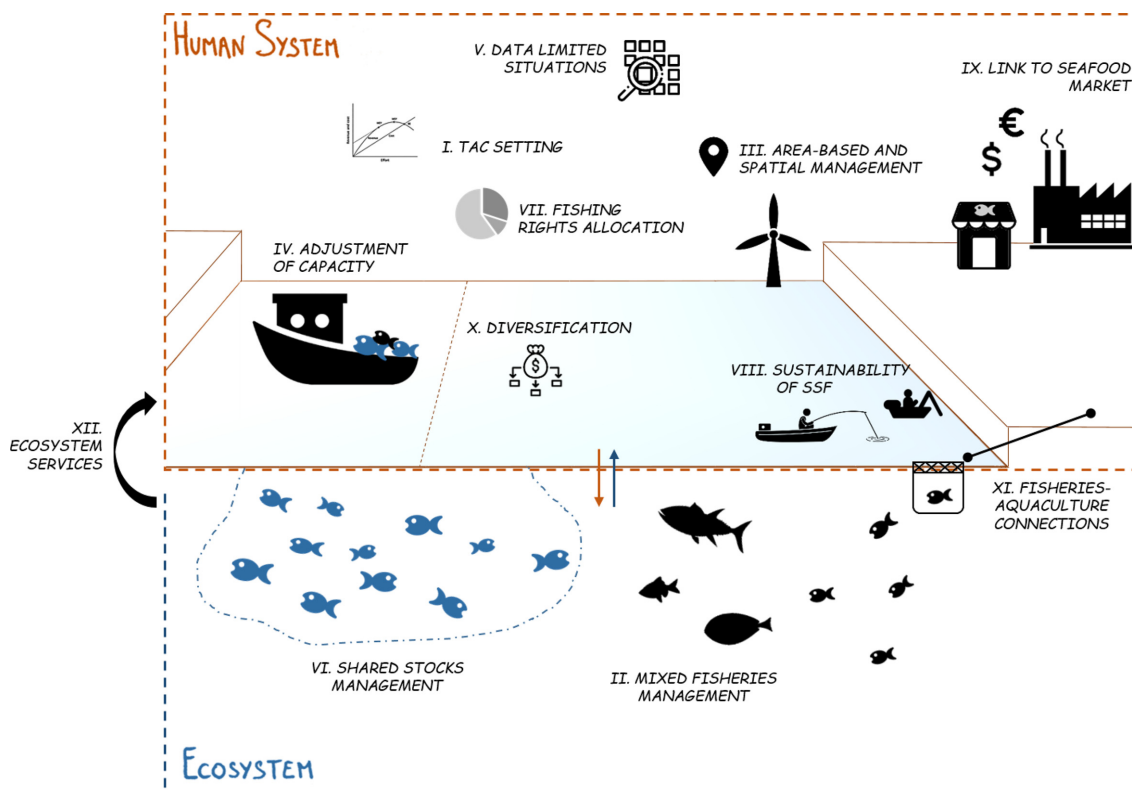 HUMAN SYSTEM
V. DATA LIMITED
SITUATIONS
IX. LINK TO SEAFOOD
MARKET
I. TAC SETTING
III. AREA-BASED AND
SPATIAL MANAGEMENT
VII. FISHING
RIGHTS ALLOCATION
IV. ADJUSTMENT
OF CAPACITY
X. DIVERSIFICATION
VIII. SUSTAINABILITY
OF SSF
XII.
ECOSYSTEM
SERVICES
XI. FISHERIES-
AQUACULTURE
CONNECTIONS
VI. SHARED STOCKS
MANAGEMENT
II. MIXED FISHERIES
MANAGEMENT
ECOSYSTEM